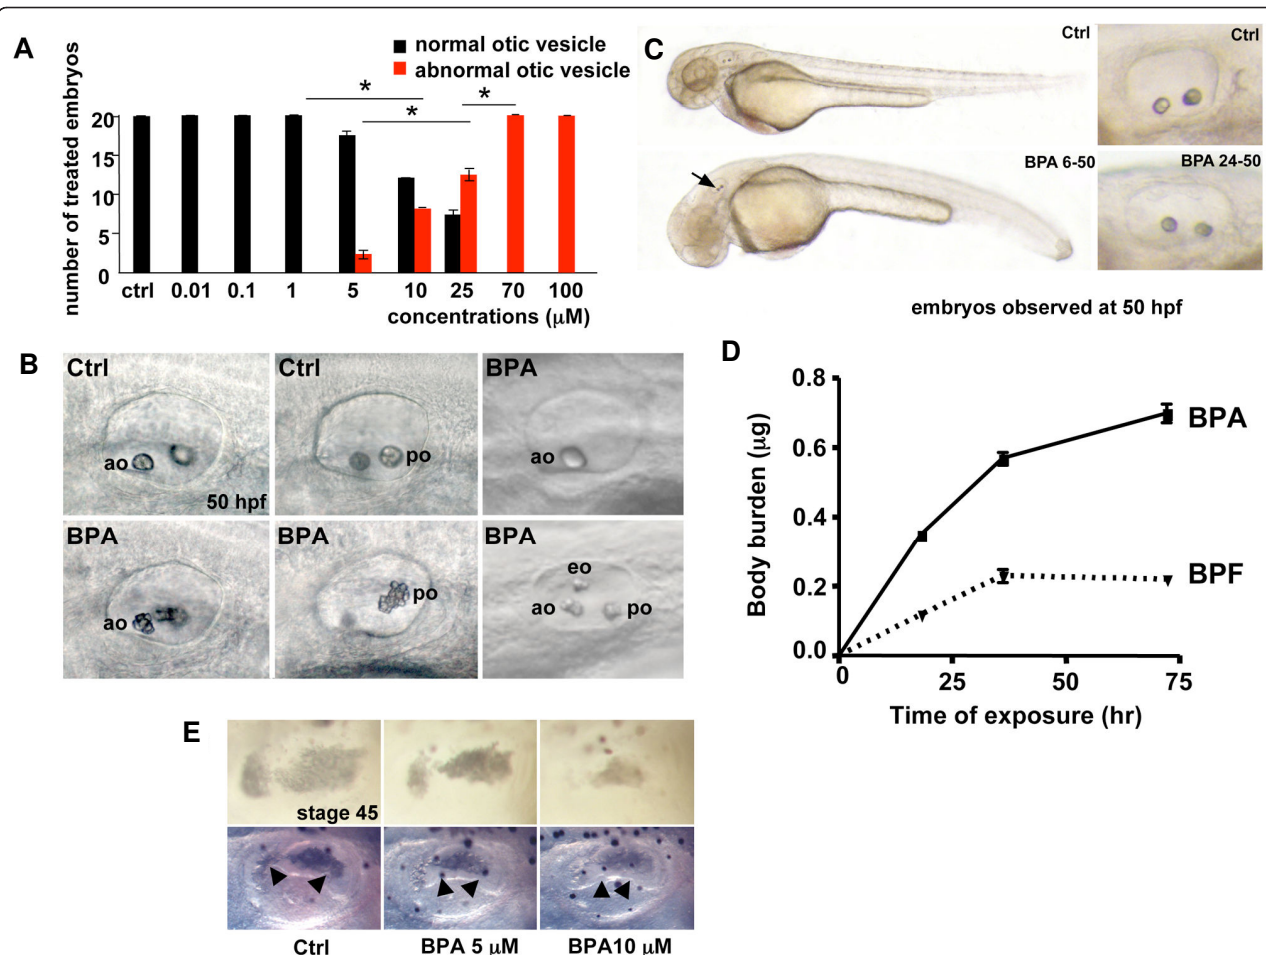 A
normal otic vesicle
abnormal otic vesicle
number of treated embryos
20
15
10
5
0
*
*
*
ctrl 0.01 0.1 1 5 10 25 70 100
concentrations (μM)
C
Ctrl
Ctrl
BPA 6-50
BPA 24-50
embryos observed at 50 hpf
B
Ctrl
ao
50 hpf
Ctrl
po
BPA
ao
BPA
ao
BPA
po
BPA
eo
ao
po
D
Body burden (μg)
0.8
0.6
0.4
0.2
0.0
BPA
BPF
0 25 50 75
Time of exposure (hr)
E
stage 45
Ctrl
BPA 5 μM
BPA10 μM